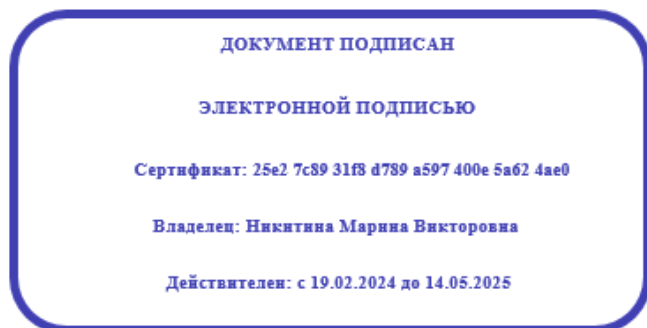 ДОКУМЕНТ ПОДПИСАН
ЭЛЕКТРОННОЙ ПОДПИСЬЮ
Сертификат: 25e2 7c89 31f8 d789 a597 400e 5a62 4ae0
Владелец: Никитина Марина Викторовна
Действителен: с 19.02.2024 до 14.05.2025